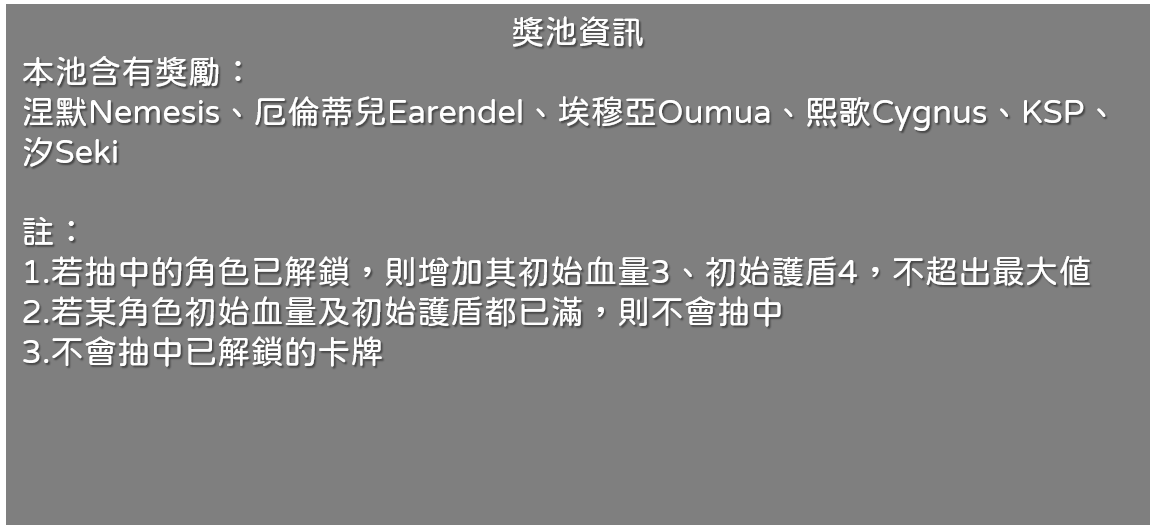 獎池資訊
本池含有獎勵：
涅默Nemesis、厄倫蒂兒Earendel、埃穆亞Oumua、熙歌Cygnus、KSP、
汐Seki
註：
1.若抽中的角色已解鎖，則增加其初始血量3、初始護盾4，不超出最大值
2.若某角色初始血量及初始護盾都已滿，則不會抽中
3.不會抽中已解鎖的卡牌